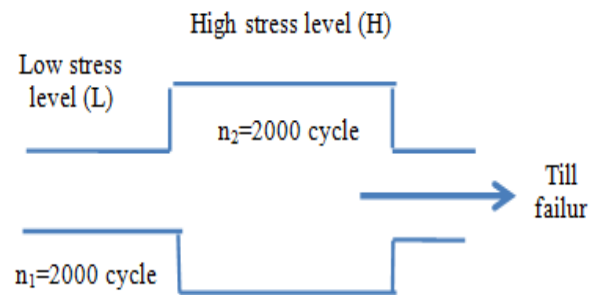 High stress level (H)
Low stress
level (L)
n₂=2000 cycle
Till
failur
n₁=2000 cycle